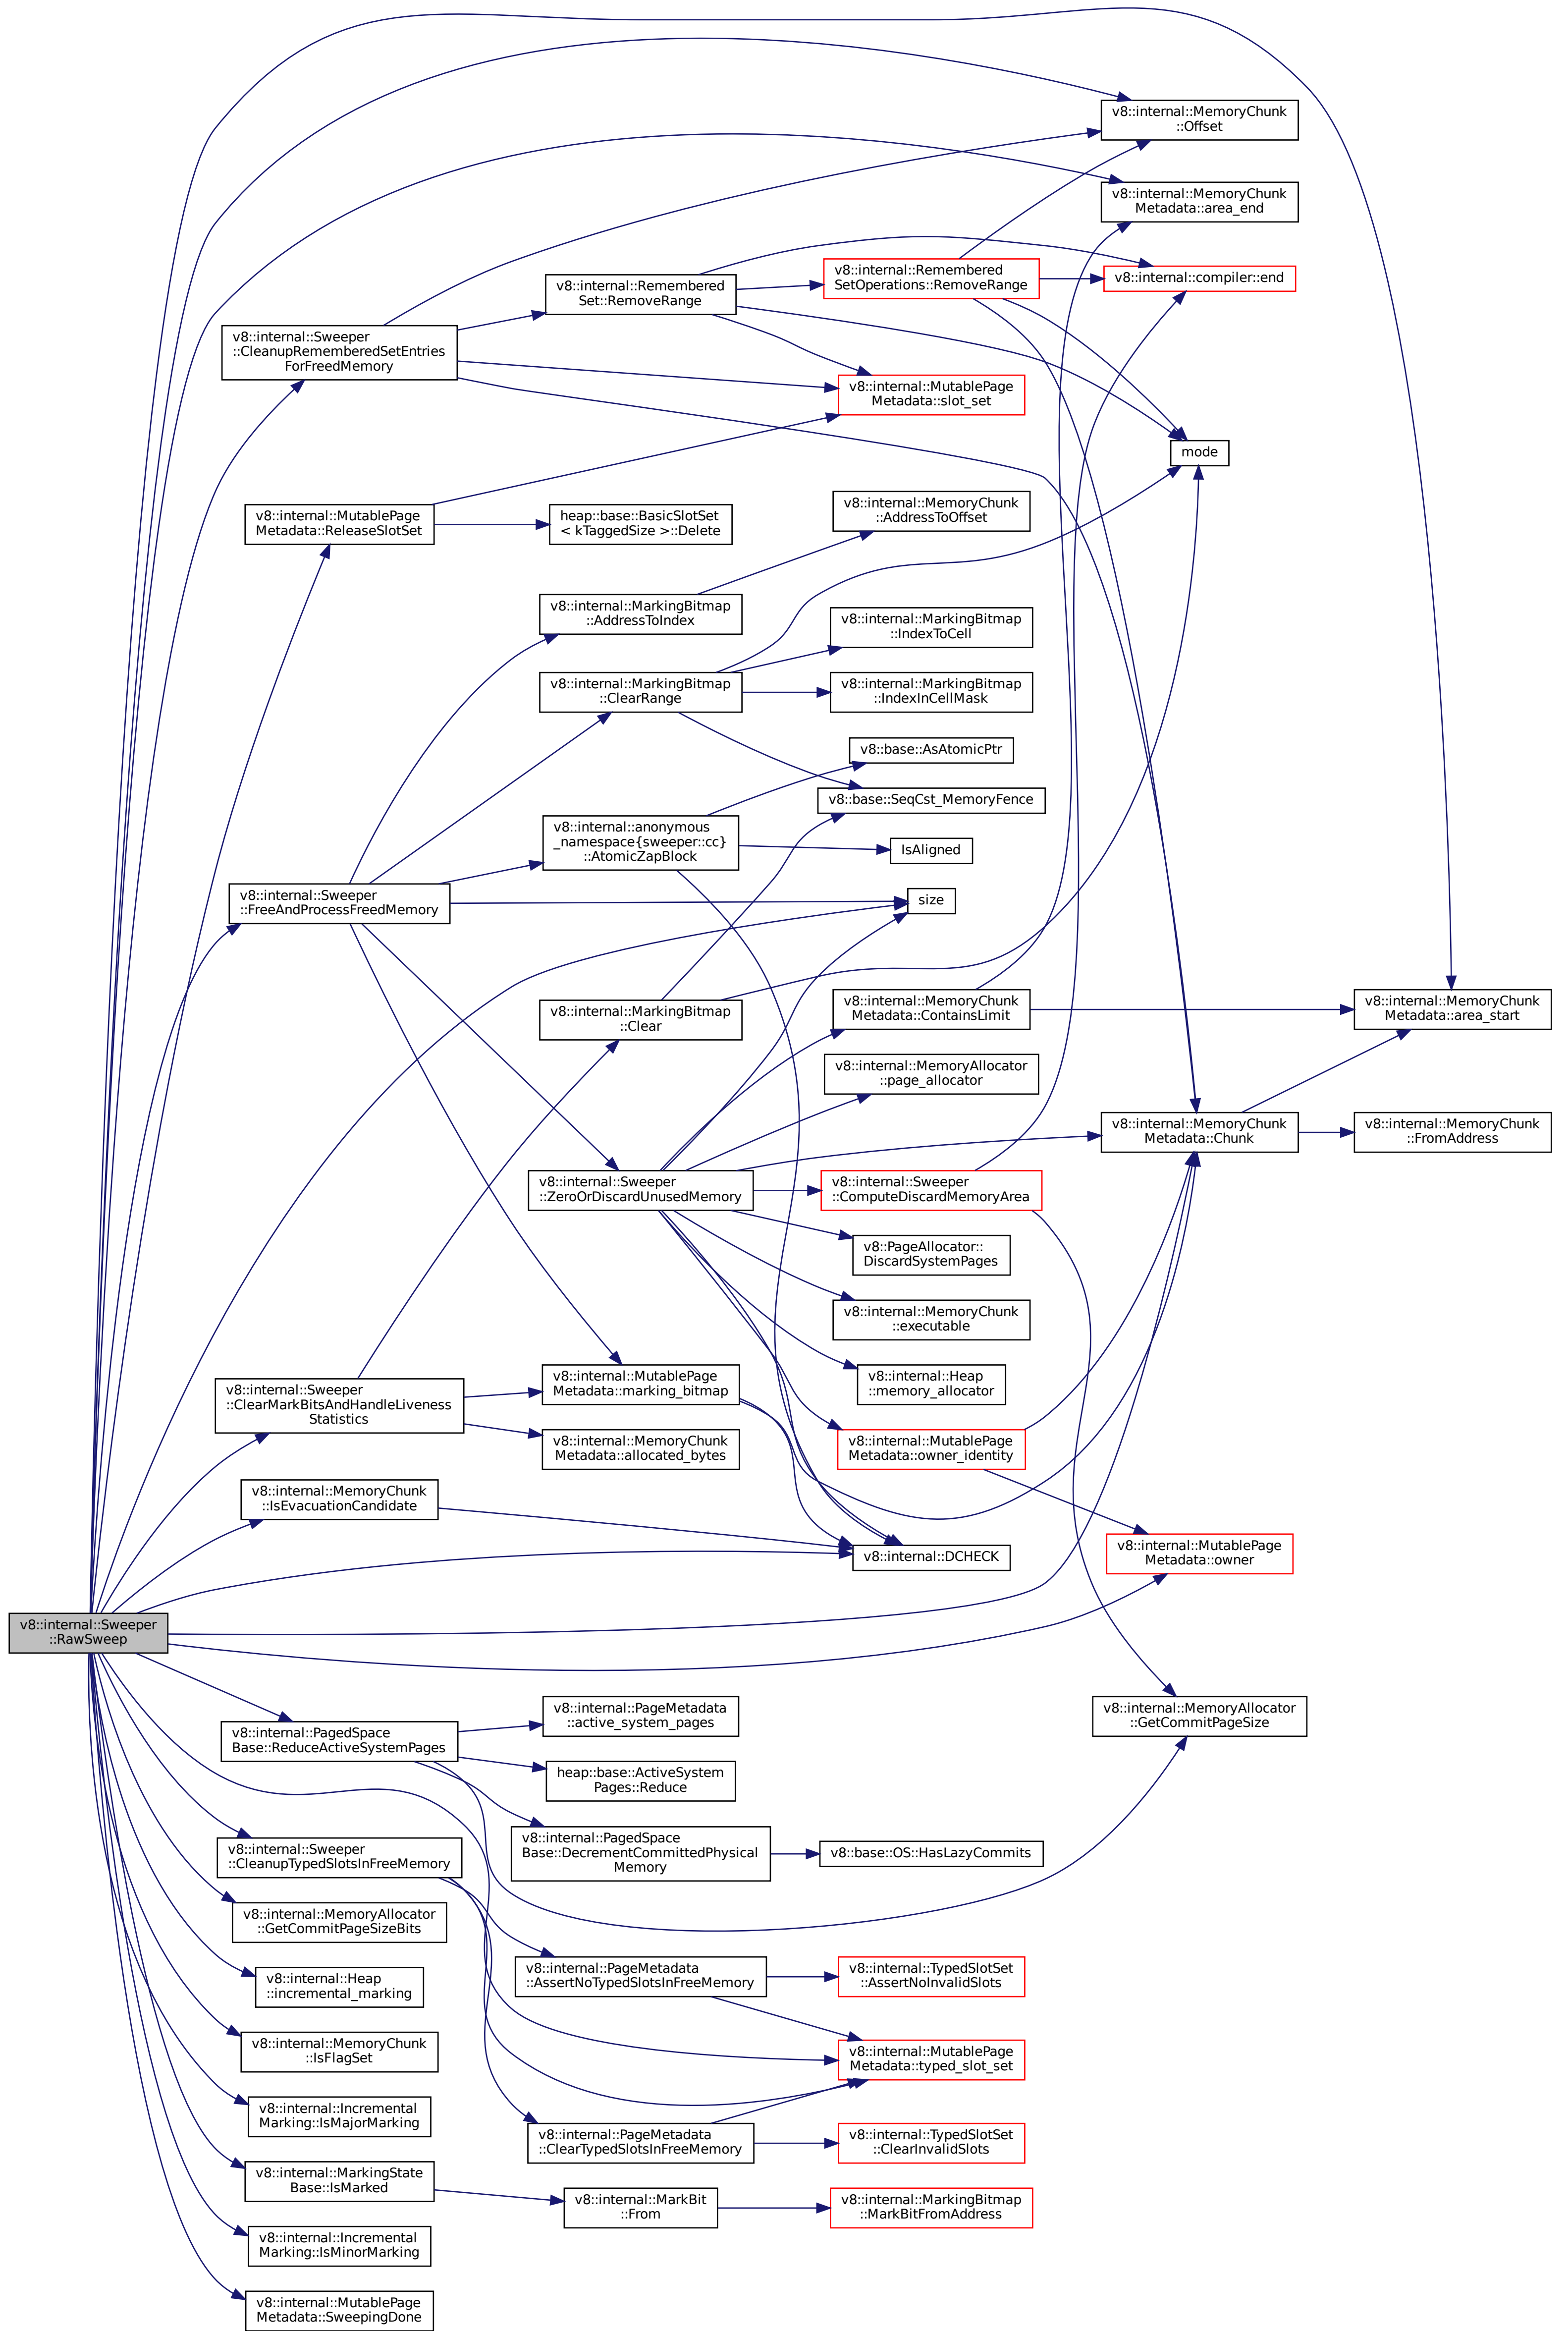 v8::internal::MemoryChunk
::Offset
v8::internal::MemoryChunk
Metadata::area_end
v8::internal::Remembered
SetOperations::RemoveRange
v8::internal::compiler::end
v8::internal::Remembered
Set::RemoveRange
v8::internal::Sweeper
::CleanupRememberedSetEntries
ForFreedMemory
v8::internal::MutablePage
Metadata::slot_set
mode
v8::internal::MutablePage
Metadata::ReleaseSlotSet
heap::base::BasicSlotSet
< kTaggedSize >::Delete
v8::internal::MemoryChunk
::AddressToOffset
v8::internal::MarkingBitmap
::AddressToIndex
v8::internal::MarkingBitmap
::IndexToCell
v8::internal::MarkingBitmap
::ClearRange
v8::internal::MarkingBitmap
::IndexInCellMask
v8::base::AsAtomicPtr
v8::base::SeqCst_MemoryFence
v8::internal::anonymous
_namespace{sweeper::cc}
::AtomicZapBlock
IsAligned
v8::internal::Sweeper
::FreeAndProcessFreedMemory
size
v8::internal::MarkingBitmap
::Clear
v8::internal::MemoryChunk
Metadata::ContainsLimit
v8::internal::MemoryChunk
Metadata::area_start
v8::internal::MemoryAllocator
::page_allocator
v8::internal::MemoryChunk
Metadata::Chunk
v8::internal::MemoryChunk
::FromAddress
v8::internal::Sweeper
::ZeroOrDiscardUnusedMemory
v8::internal::Sweeper
::ComputeDiscardMemoryArea
v8::PageAllocator::
DiscardSystemPages
v8::internal::MemoryChunk
::executable
v8::internal::Heap
::memory_allocator
v8::internal::Sweeper
::ClearMarkBitsAndHandleLiveness
Statistics
v8::internal::MutablePage
Metadata::marking_bitmap
v8::internal::MemoryChunk
Metadata::allocated_bytes
v8::internal::MutablePage
Metadata::owner_identity
v8::internal::MemoryChunk
::IsEvacuationCandidate
v8::internal::DCHECK
v8::internal::MutablePage
Metadata::owner
v8::internal::Sweeper
::RawSweep
v8::internal::PagedSpace
Base::ReduceActiveSystemPages
v8::internal::PageMetadata
::active_system_pages
v8::internal::MemoryAllocator
::GetCommitPageSize
heap::base::ActiveSystem
Pages::Reduce
v8::internal::PagedSpace
Base::DecrementCommittedPhysical
Memory
v8::base::OS::HasLazyCommits
v8::internal::Sweeper
::CleanupTypedSlotsInFreeMemory
v8::internal::MemoryAllocator
::GetCommitPageSizeBits
v8::internal::PageMetadata
::AssertNoTypedSlotsInFreeMemory
v8::internal::TypedSlotSet
::AssertNoInvalidSlots
v8::internal::Heap
::incremental_marking
v8::internal::MemoryChunk
::IsFlagSet
v8::internal::MutablePage
Metadata::typed_slot_set
v8::internal::Incremental
Marking::IsMajorMarking
v8::internal::PageMetadata
::ClearTypedSlotsInFreeMemory
v8::internal::TypedSlotSet
::ClearInvalidSlots
v8::internal::MarkingState
Base::IsMarked
v8::internal::MarkBit
::From
v8::internal::MarkingBitmap
::MarkBitFromAddress
v8::internal::Incremental
Marking::IsMinorMarking
v8::internal::MutablePage
Metadata::SweepingDone